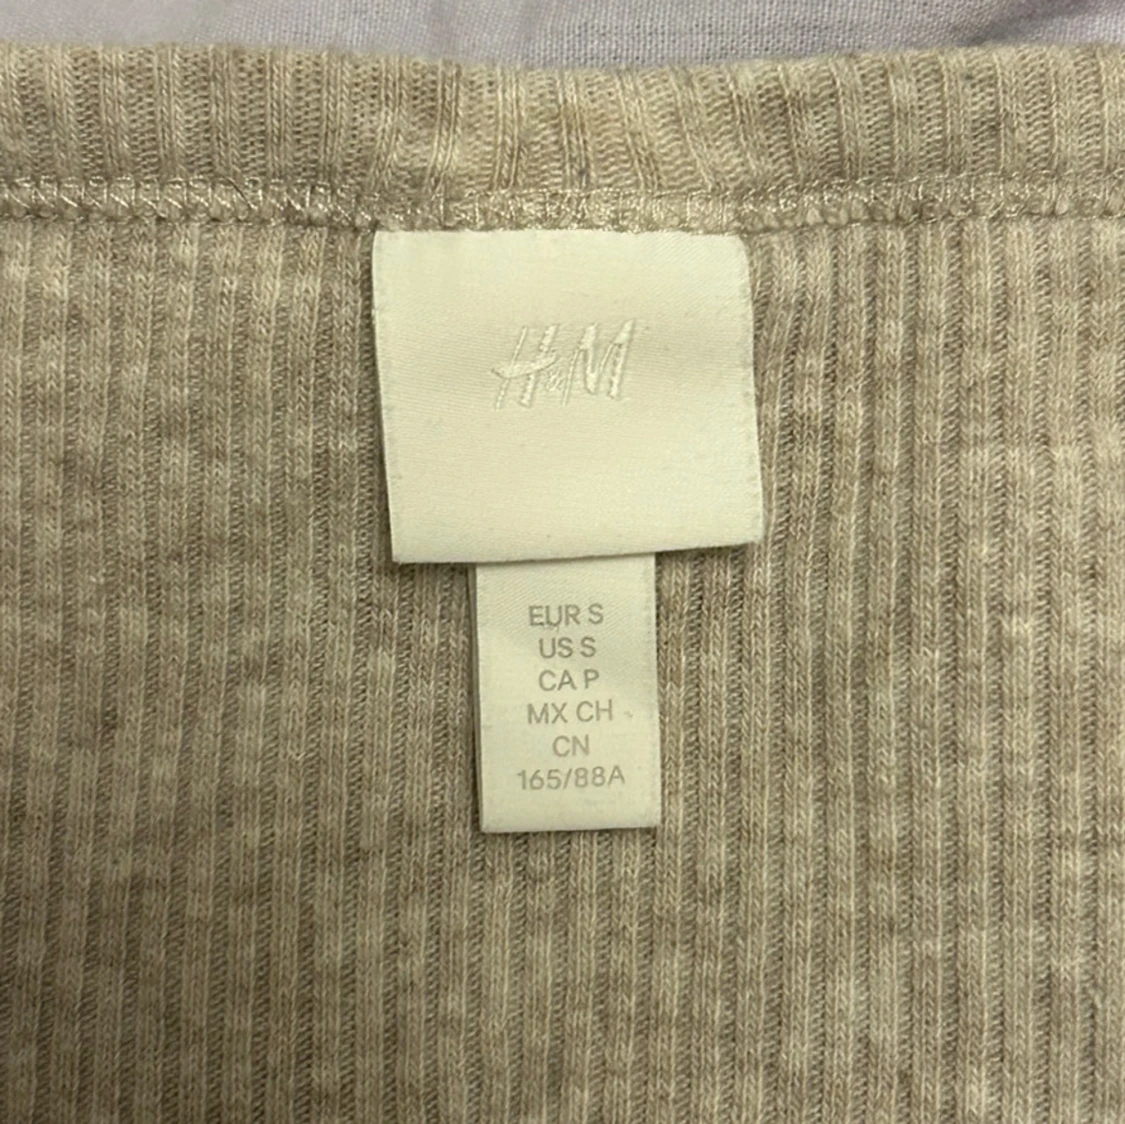 H&M
EUR S
US S
CA P
MX CH
CN
165/88A